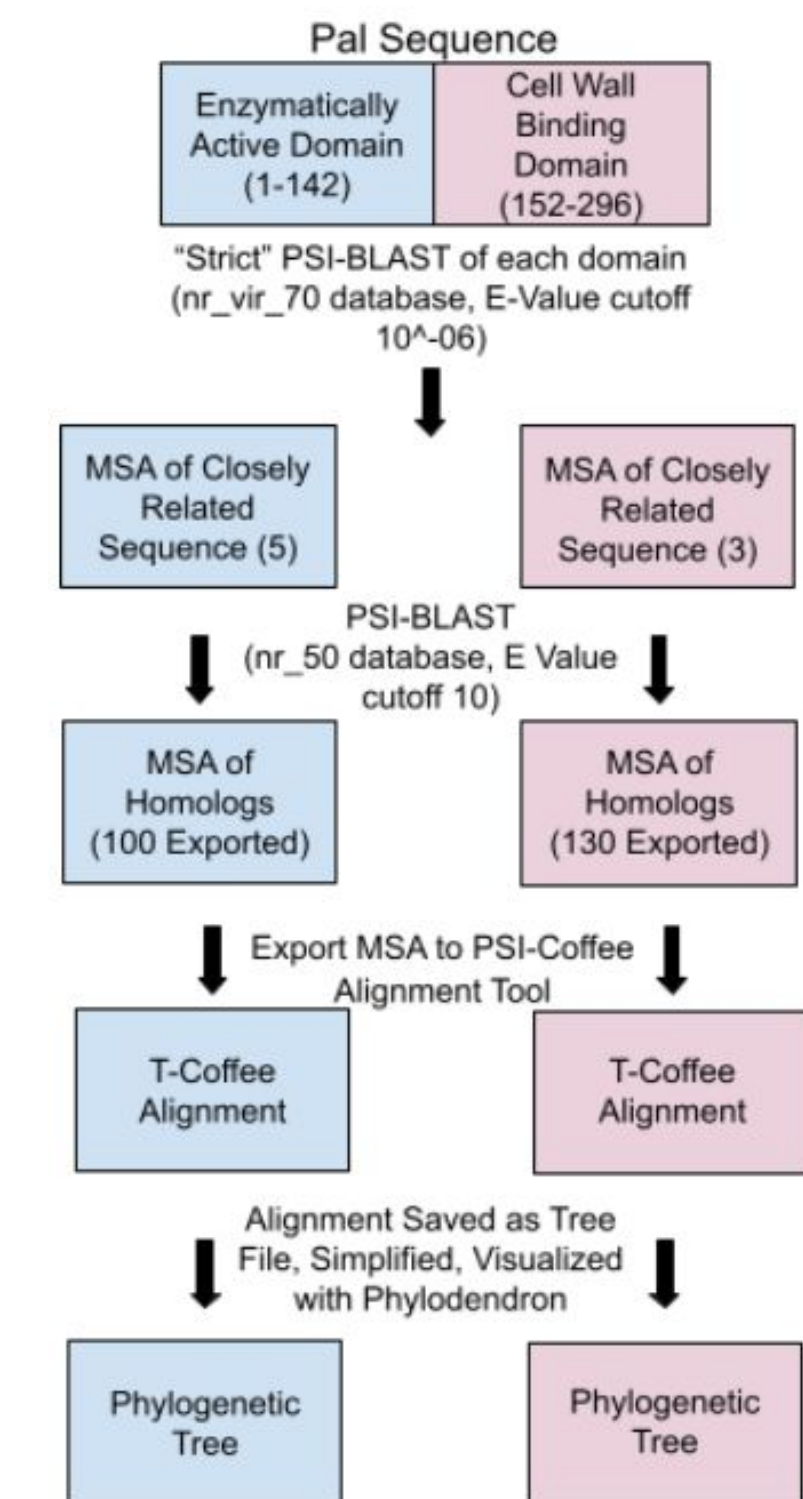 Pal Sequence
Enzymatically
Active Domain
(1-142)
Cell Wall
Binding
Domain
(152-296)
“Strict” PSI-BLAST of each domain
(nr_vir_70 database, E-Value cutoff
10^-06)
MSA of Closely
Related
Sequence (5)
MSA of Closely
Related
Sequence (3)
PSI-BLAST
(nr_50 database, E Value
cutoff 10)
MSA of
Homologs
(100 Exported)
MSA of
Homologs
(130 Exported)
Export MSA to PSI-Coffee
Alignment Tool
T-Coffee
Alignment
T-Coffee
Alignment
Alignment Saved as Tree
File, Simplified, Visualized
with Phylodendron
Phylogenetic
Tree
Phylogenetic
Tree